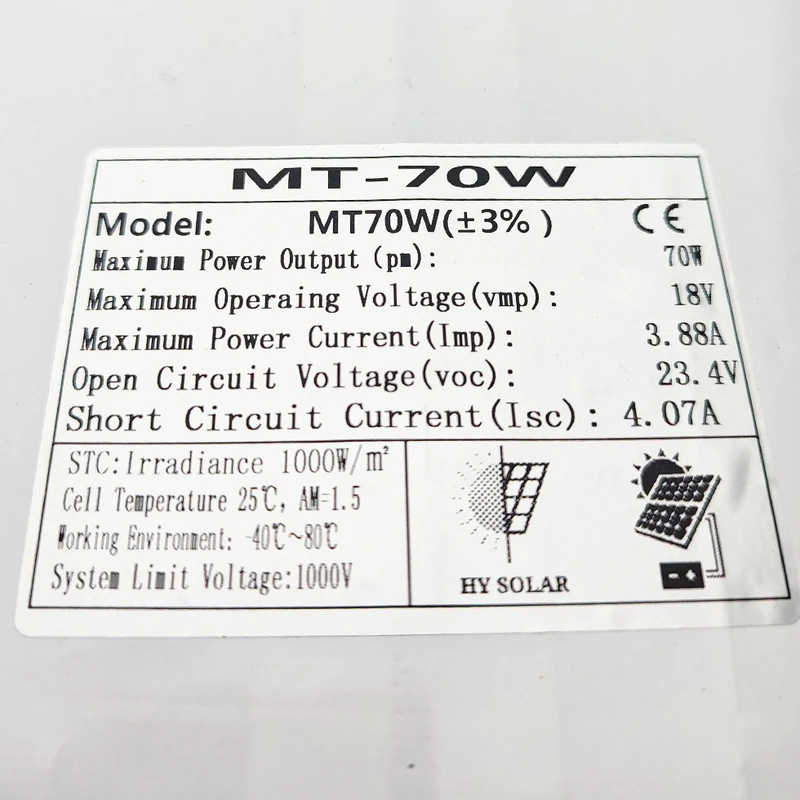 MT-70W
Model: MT70W(±3% ) CE
Maximum Power Output (pm): 70W
Maximum Operaing Voltage(vmp): 18V
Maximum Power Current(Imp): 3.88A
Open Circuit Voltage(voc): 23.4V
Short Circuit Current(Isc): 4.07A
STC:Irradiance 1000W/m²
Cell Temperature 25℃, AM=1.5
Working Environment: -40℃~80℃
System Limit Voltage:1000V
HY SOLAR
- +